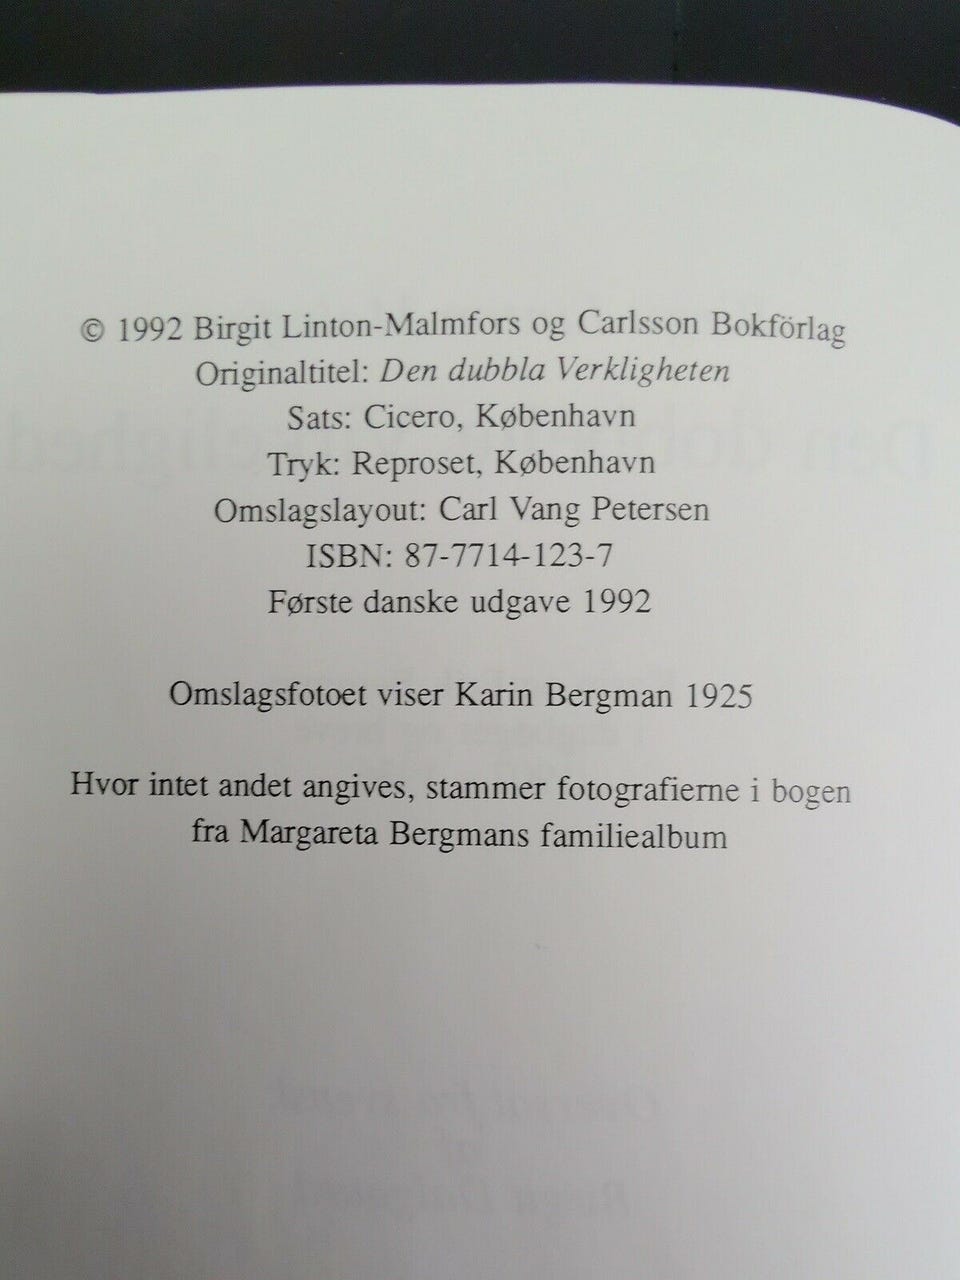 © 1992 Birgit Linton-Malmfors og Carlsson Bokförlag
Originaltitel: Den dubbla Verkligheten
Sats: Cicero, København
Tryk: Reproset, København
Omslagslayout: Carl Vang Petersen
ISBN: 87-7714-123-7
Første danske udgave 1992
Omslagsfotoet viser Karin Bergman 1925
Hvor intet andet angives, stammer fotografierne i bogen
fra Margareta Bergmans familiealbum